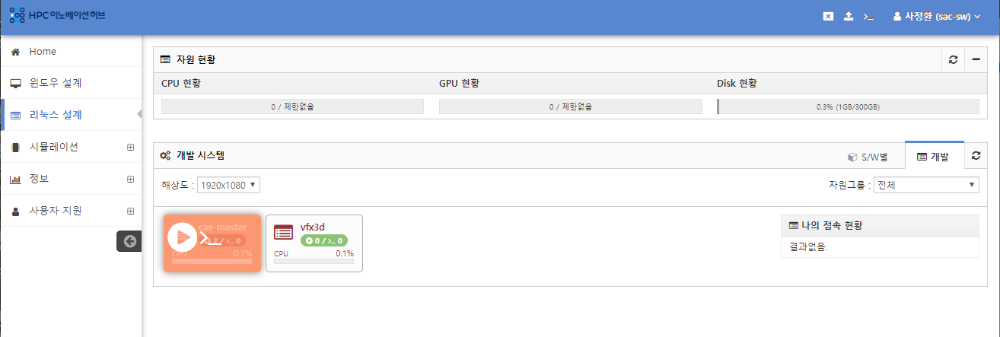 HPC이노베이션허브
사정환 (sac-sw)
Home
윈도우 설계
리눅스 설계
시뮬레이션
정보
사용자 지원
자원 현황
CPU 현황 GPU 현황 Disk 현황
0 / 제한없음 0 / 제한없음 0.3% (1GB/300GB)
개발 시스템 S/W별 개발
해상도 : 1920x1080 자원그룹 : 전체
cae-master
2 / >_ 0
CPU 0.1%
vfx3d
0 / >_ 0
CPU 0.1%
나의 접속 현황
결과없음.